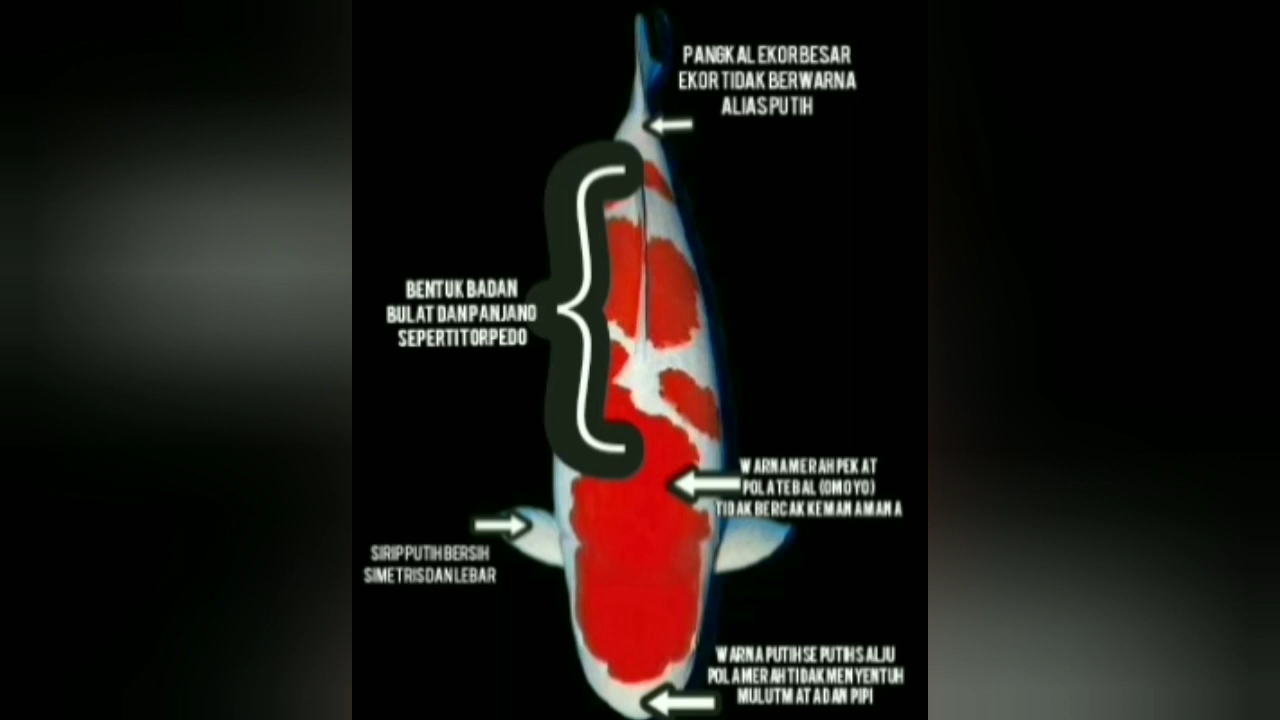 PANGKAL EKOR BESAR
EKOR TIDAK BERWARNA
ALIAS PUTIH
BENTUK BADAN
BULAT DAN PANJANG
SEPERTI TORPEDO
WARNA MERAH PEKAT
POLA TEBAL (OMOYO)
TIDAK BERCAK KEMANAMANA
SIRIP PUTIH BERSIH
SIMETRIS DAN LEBAR
WARNA PUTIH SEPUTIH SALJU
POLA MERAH TIDAK MENYENTUH
MULUT MATA DAN PIPI